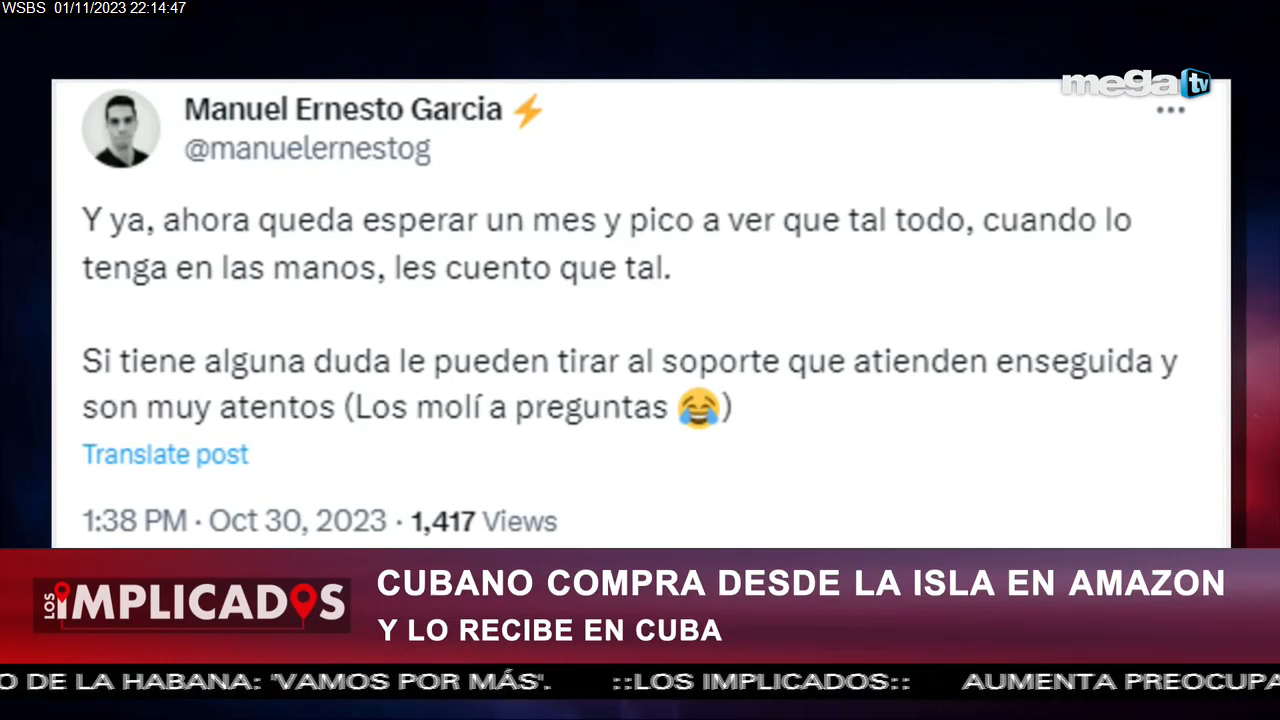 WSBS 01/11/2023 22:14:47
mega tv
Manuel Ernesto Garcia ⚡
@manuelernestog
Y ya, ahora queda esperar un mes y pico a ver que tal todo, cuando lo
tenga en las manos, les cuento que tal.
Si tiene alguna duda le pueden tirar al soporte que atienden enseguida y
son muy atentos (Los molí a preguntas 😂)
Translate post
1:38 PM · Oct 30, 2023 · 1,417 Views
LOS IMPLICADOS
CUBANO COMPRA DESDE LA ISLA EN AMAZON
Y LO RECIBE EN CUBA
O DE LA HABANA: "VAMOS POR MÁS". ::LOS IMPLICADOS:: AUMENTA PREOCUPA